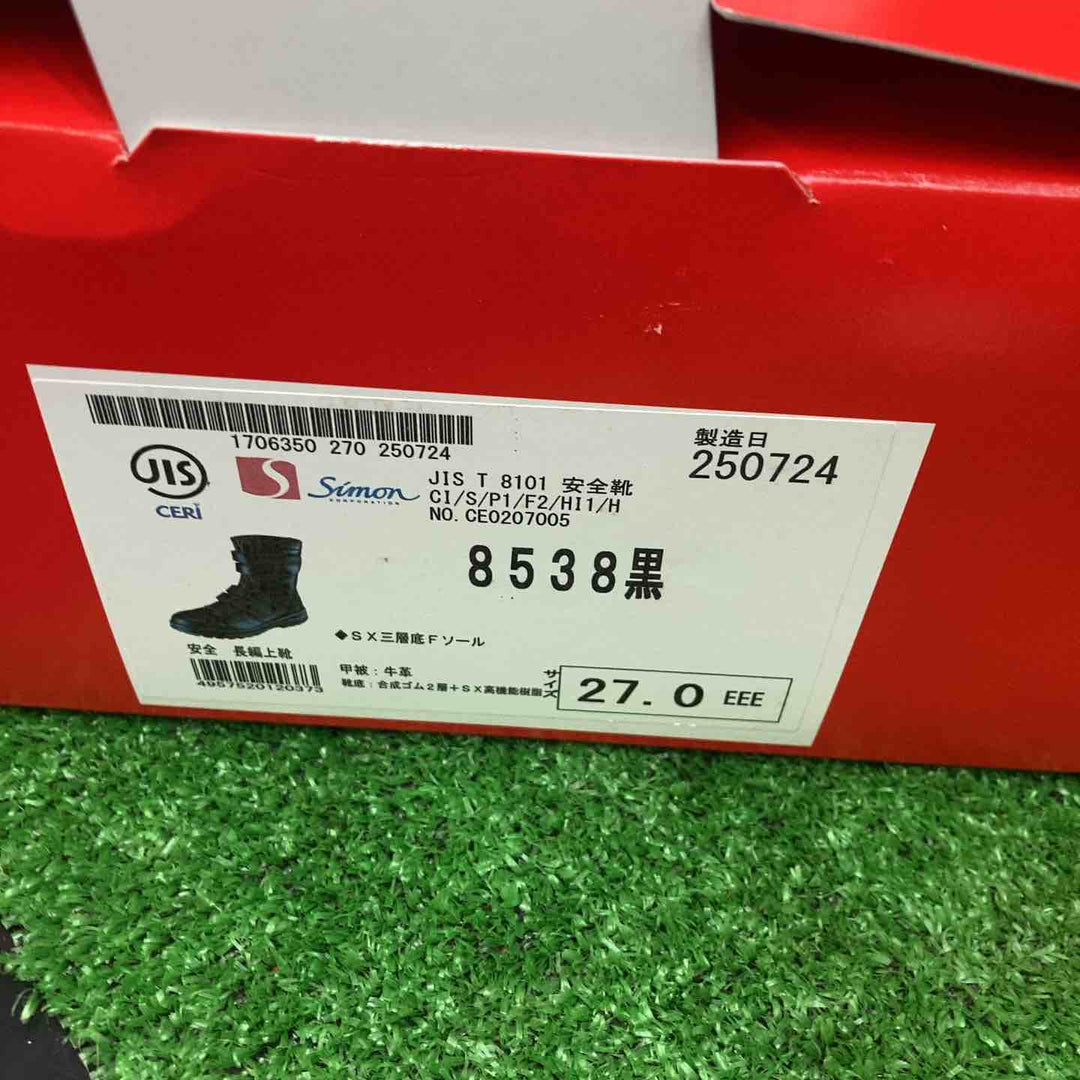 1706350 270 250724
製造日
250724
JIS
CERI
S
Simon
CORPORATION
JIS T 8101 安全靴
CI/S/P1/F2/HI1/H
NO.CE0207005
8538黒
◆SX三層底Fソール
安全 長編上靴
4957520120373
甲被:牛革
靴底:合成ゴム2層+SX高機能樹脂
サイズ
27.0 EEE